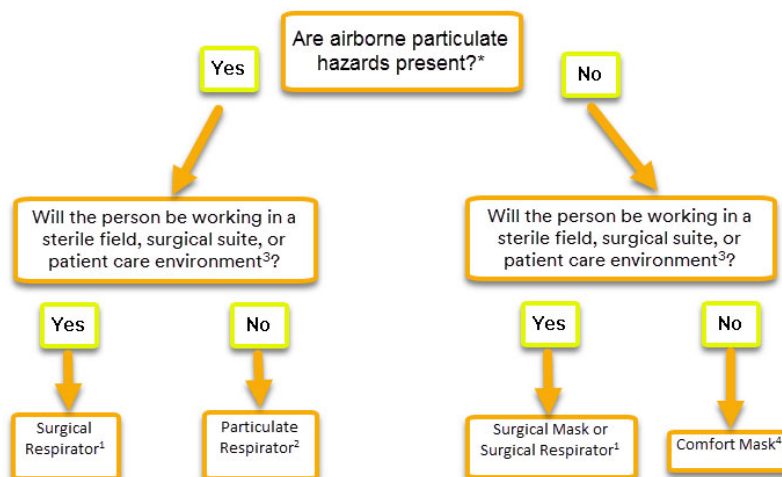 Are airborne particulate
hazards present?*
Yes
No
Will the person be working in a
sterile field, surgical suite, or
patient care environment³?
Will the person be working in a
sterile field, surgical suite, or
patient care environment³?
Yes
No
Yes
No
Surgical
Respirator¹
Particulate
Respirator²
Surgical Mask or
Surgical Respirator¹
Comfort Mask⁴